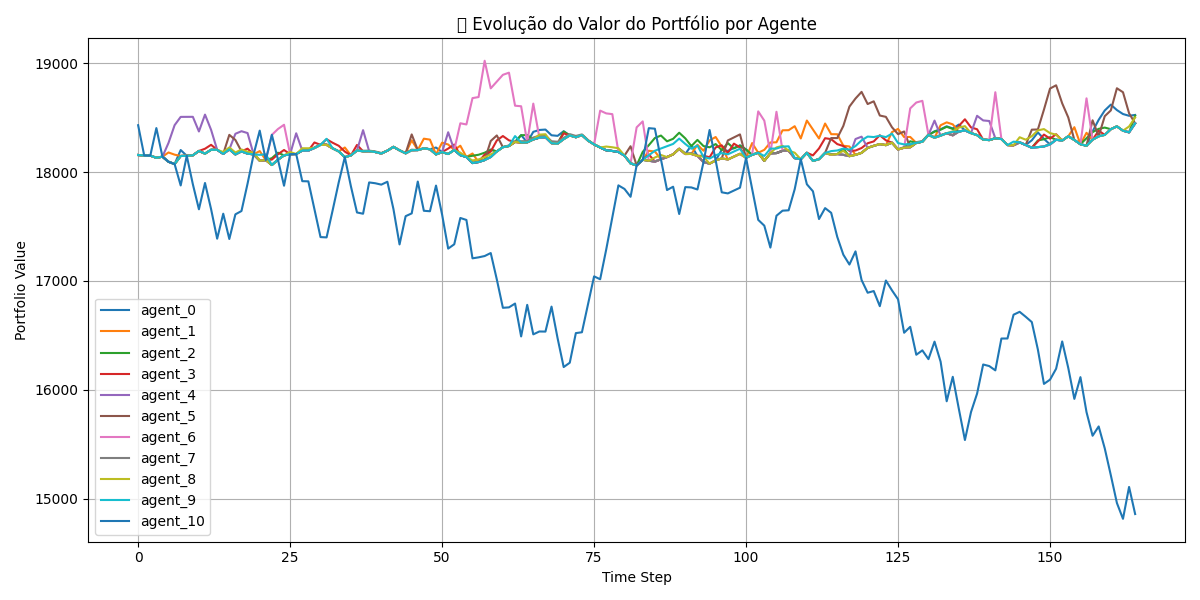 Evolução do Valor do Portfólio por Agente
Portfolio Value
19000
18000
17000
16000
15000
agent_0
agent_1
agent_2
agent_3
agent_4
agent_5
agent_6
agent_7
agent_8
agent_9
agent_10
0 25 50 75 100 125 150
Time Step